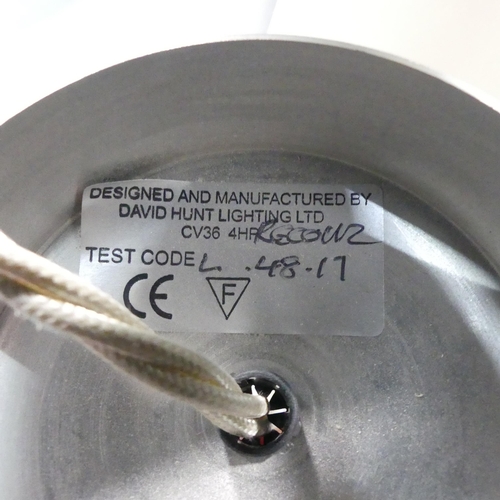 DESIGNED AND MANUFACTURED BY
DAVID HUNT LIGHTING LTD
CV36 4HP
TEST CODE L. .48.17
CE F